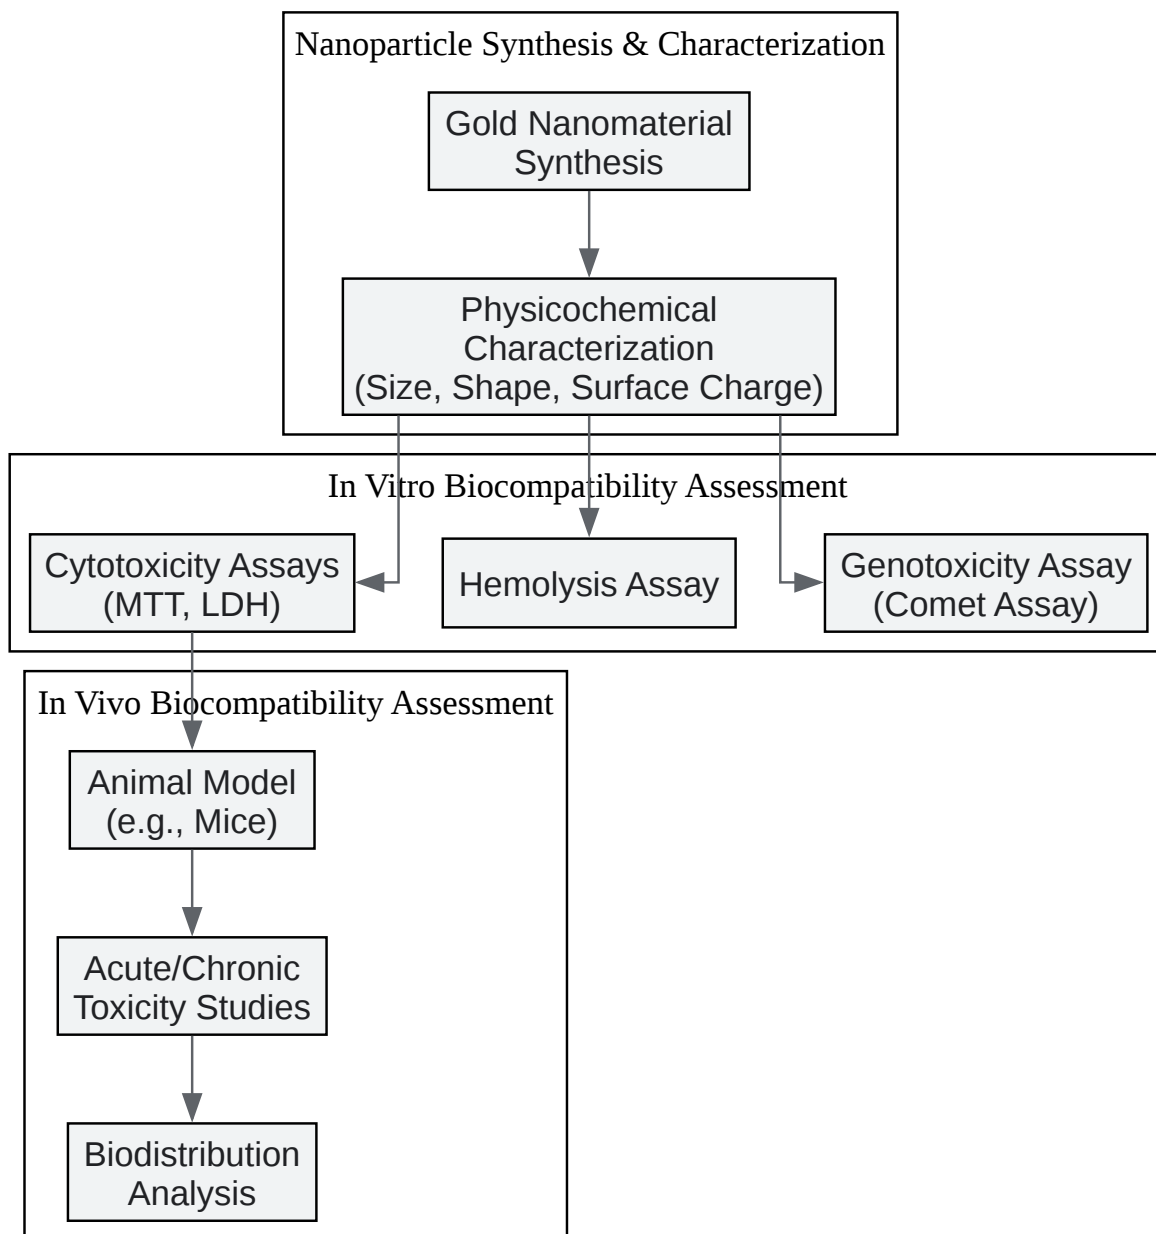 Nanoparticle Synthesis & Characterization
Gold Nanomaterial
Synthesis
Physicochemical
Characterization
(Size, Shape, Surface Charge)
In Vitro Biocompatibility Assessment
Cytotoxicity Assays
(MTT, LDH)
Hemolysis Assay
Genotoxicity Assay
(Comet Assay)
In Vivo Biocompatibility Assessment
Animal Model
(e.g., Mice)
Acute/Chronic
Toxicity Studies
Biodistribution
Analysis